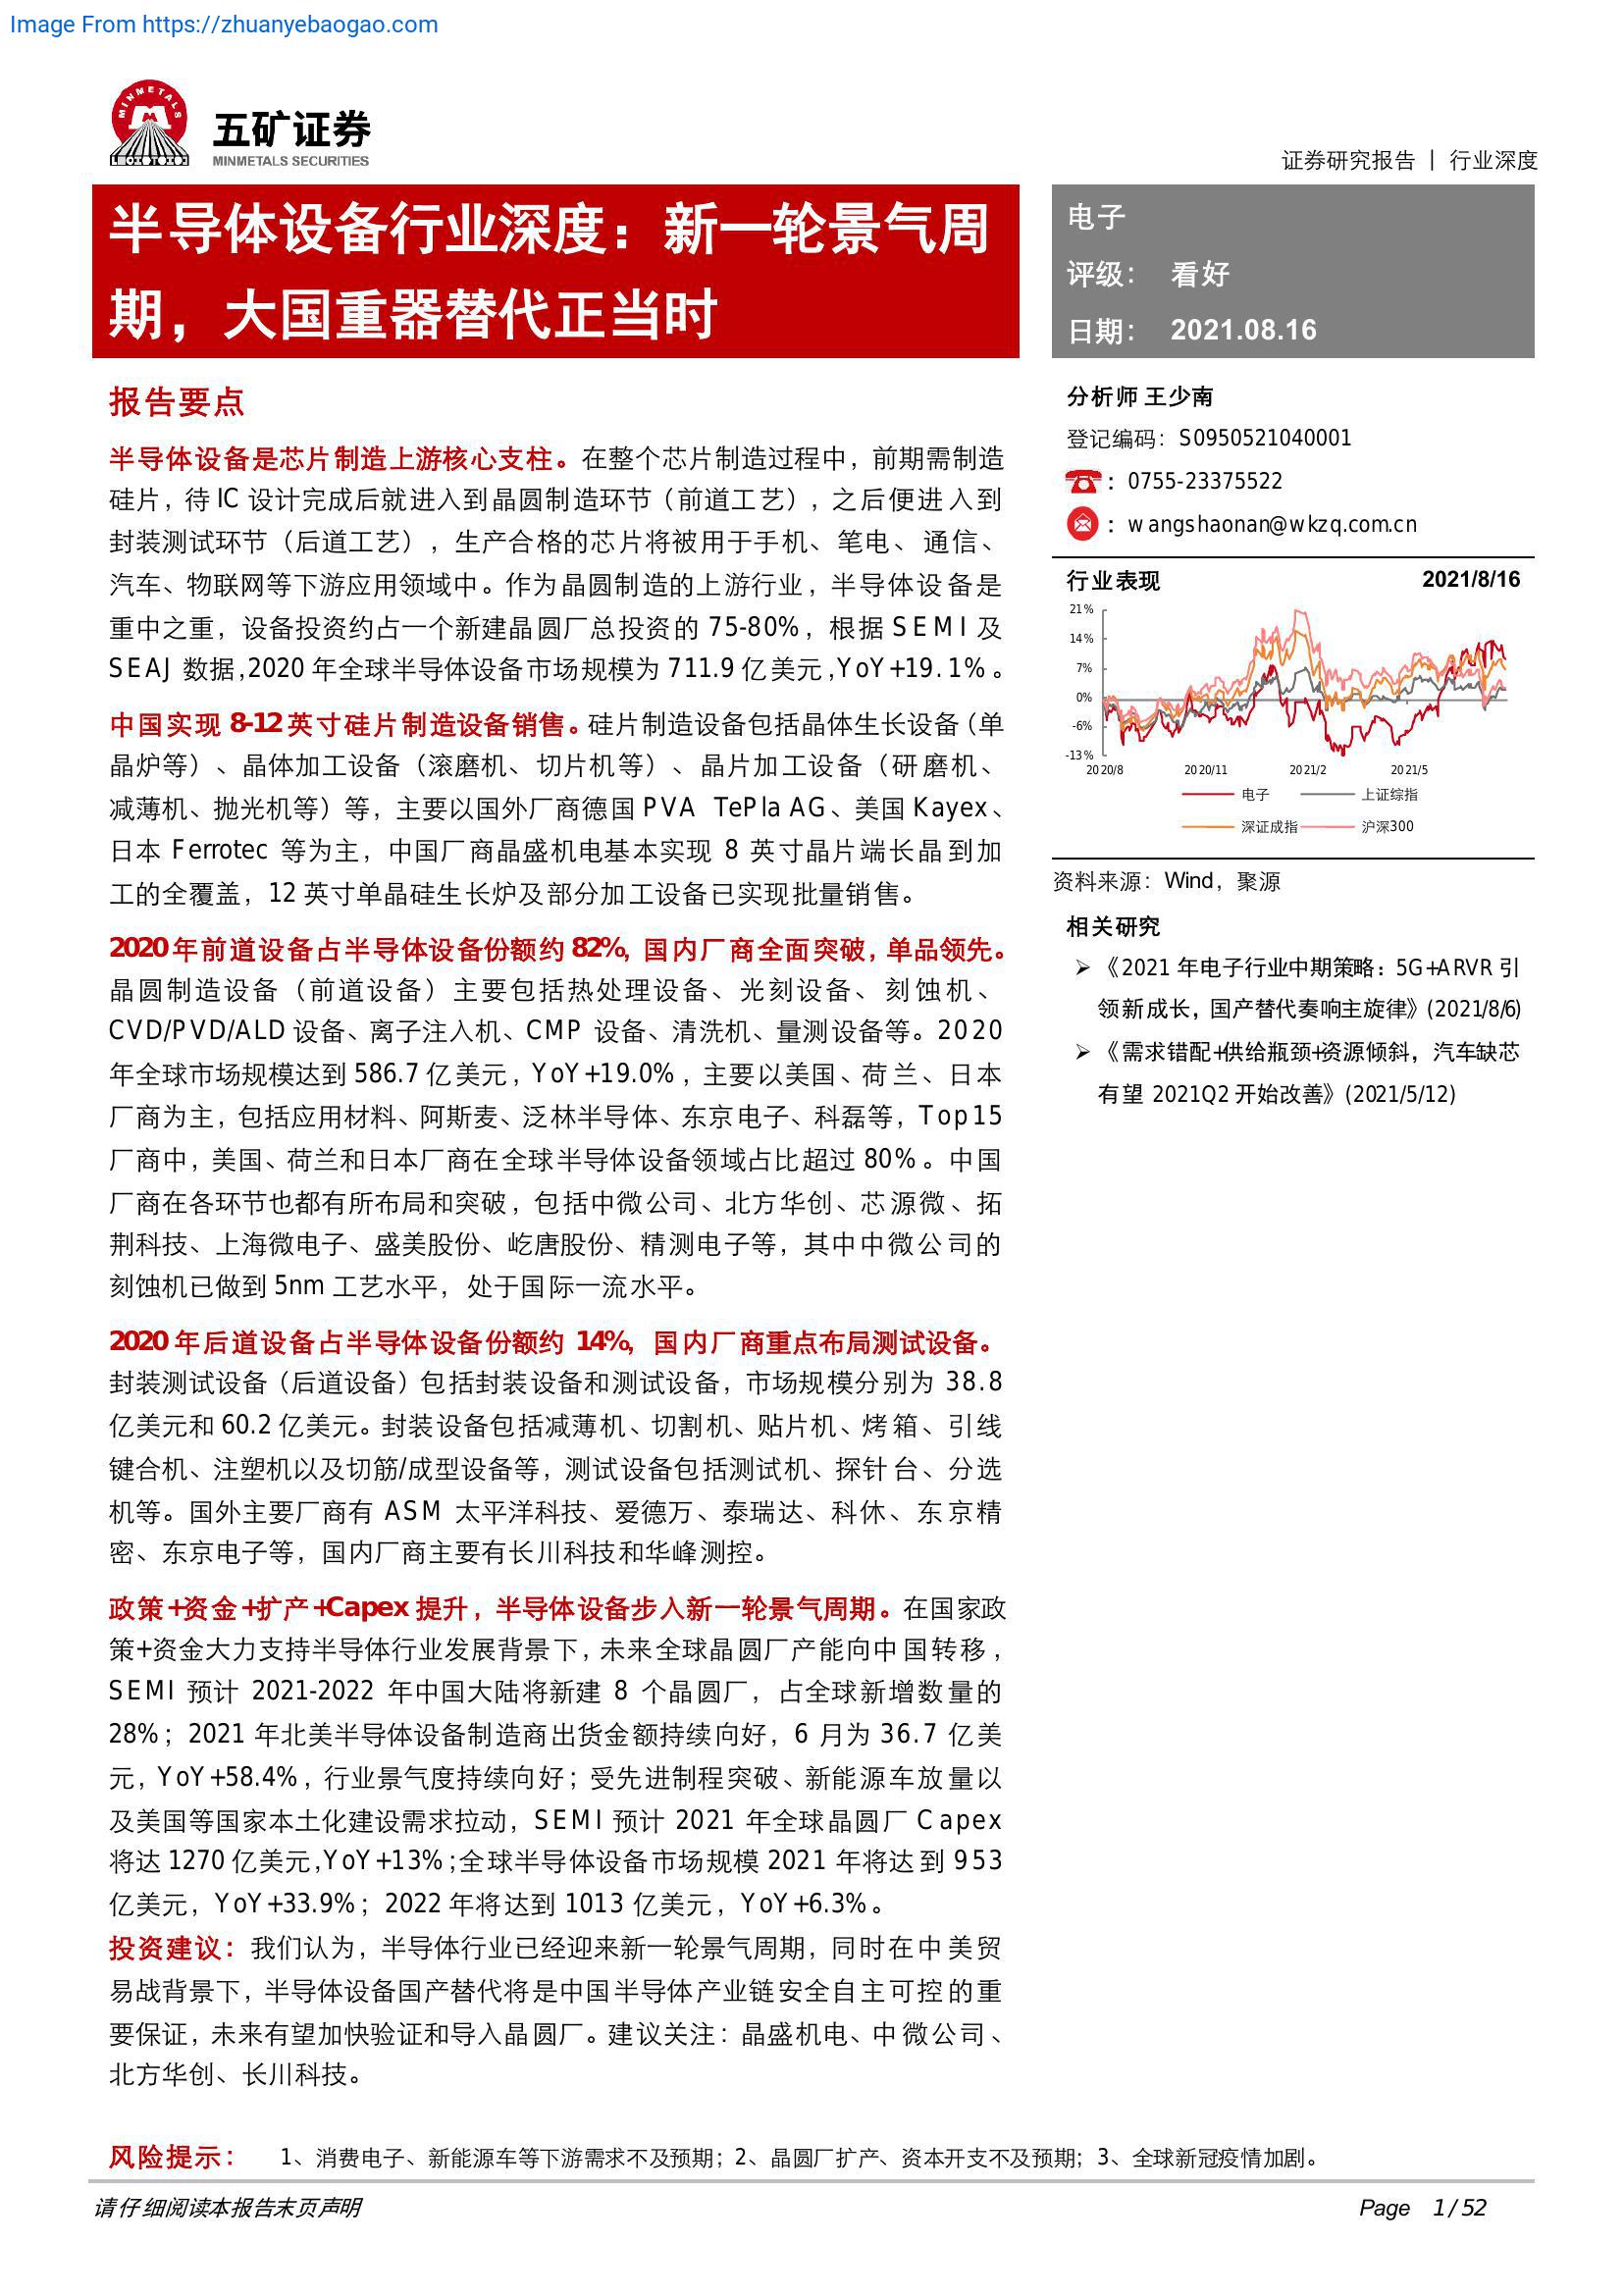 Image From https://zhuanyebaogao.com
MINMETALS
五矿证券
MINMETALS SECURITIES
证券研究报告 | 行业深度
半导体设备行业深度：新一轮景气周
期，大国重器替代正当时
电子
评级： 看好
日期： 2021.08.16
报告要点
半导体设备是芯片制造上游核心支柱。在整个芯片制造过程中，前期需制造
硅片，待 IC 设计完成后就进入到晶圆制造环节（前道工艺），之后便进入到
封装测试环节（后道工艺），生产合格的芯片将被用于手机、笔电、通信、
汽车、物联网等下游应用领域中。作为晶圆制造的上游行业，半导体设备是
重中之重，设备投资约占一个新建晶圆厂总投资的 75-80%，根据 SEMI 及
SEAJ 数据,2020 年全球半导体设备市场规模为 711.9 亿美元,YoY+19.1%。
中国实现 8-12 英寸硅片制造设备销售。硅片制造设备包括晶体生长设备（单
晶炉等）、晶体加工设备（滚磨机、切片机等）、晶片加工设备（研磨机、
减薄机、抛光机等）等，主要以国外厂商德国 PVA TePla AG、美国 Kayex、
日本 Ferrotec 等为主，中国厂商晶盛机电基本实现 8 英寸晶片端长晶到加
工的全覆盖，12 英寸单晶硅生长炉及部分加工设备已实现批量销售。
2020 年前道设备占半导体设备份额约 82%，国内厂商全面突破，单品领先。
晶圆制造设备（前道设备）主要包括热处理设备、光刻设备、刻蚀机、
CVD/PVD/ALD 设备、离子注入机、CMP 设备、清洗机、量测设备等。2020
年全球市场规模达到 586.7 亿美元，YoY+19.0%，主要以美国、荷兰、日本
厂商为主，包括应用材料、阿斯麦、泛林半导体、东京电子、科磊等，Top15
厂商中，美国、荷兰和日本厂商在全球半导体设备领域占比超过 80%。中国
厂商在各环节也都有所布局和突破，包括中微公司、北方华创、芯源微、拓
荆科技、上海微电子、盛美股份、屹唐股份、精测电子等，其中中微公司的
刻蚀机已做到 5nm 工艺水平，处于国际一流水平。
2020 年后道设备占半导体设备份额约 14%，国内厂商重点布局测试设备。
封装测试设备（后道设备）包括封装设备和测试设备，市场规模分别为 38.8
亿美元和 60.2 亿美元。封装设备包括减薄机、切割机、贴片机、烤箱、引线
键合机、注塑机以及切筋/成型设备等，测试设备包括测试机、探针台、分选
机等。国外主要厂商有 ASM 太平洋科技、爱德万、泰瑞达、科休、东京精
密、东京电子等，国内厂商主要有长川科技和华峰测控。
政策+资金+扩产+Capex 提升，半导体设备步入新一轮景气周期。在国家政
策+资金大力支持半导体行业发展背景下，未来全球晶圆厂产能向中国转移，
SEMI 预计 2021-2022 年中国大陆将新建 8 个晶圆厂，占全球新增数量的
28%；2021 年北美半导体设备制造商出货金额持续向好，6 月为 36.7 亿美
元，YoY+58.4%，行业景气度持续向好；受先进制程突破、新能源车放量以
及美国等国家本土化建设需求拉动，SEMI 预计 2021 年全球晶圆厂 Capex
将达 1270 亿美元,YoY+13%;全球半导体设备市场规模 2021 年将达到 953
亿美元，YoY+33.9%；2022 年将达到 1013 亿美元，YoY+6.3%。
投资建议：我们认为，半导体行业已经迎来新一轮景气周期，同时在中美贸
易战背景下，半导体设备国产替代将是中国半导体产业链安全自主可控的重
要保证，未来有望加快验证和导入晶圆厂。建议关注：晶盛机电、中微公司、
北方华创、长川科技。
分析师 王少南
登记编码：S0950521040001
：0755-23375522
：wangshaonan@wkzq.com.cn
行业表现 2021/8/16
21%
14%
7%
0%
-6%
-13%
2020/8 2020/11 2021/2 2021/5
电子 上证综指
深证成指 沪深300
资料来源：Wind，聚源
相关研究
《2021 年电子行业中期策略：5G+ARVR 引
领新成长，国产替代奏响主旋律》(2021/8/6)
《需求错配+供给瓶颈+资源倾斜，汽车缺芯
有望 2021Q2 开始改善》(2021/5/12)
风险提示： 1、消费电子、新能源车等下游需求不及预期；2、晶圆厂扩产、资本开支不及预期；3、全球新冠疫情加剧。
请仔细阅读本报告末页声明
Page 1 / 52